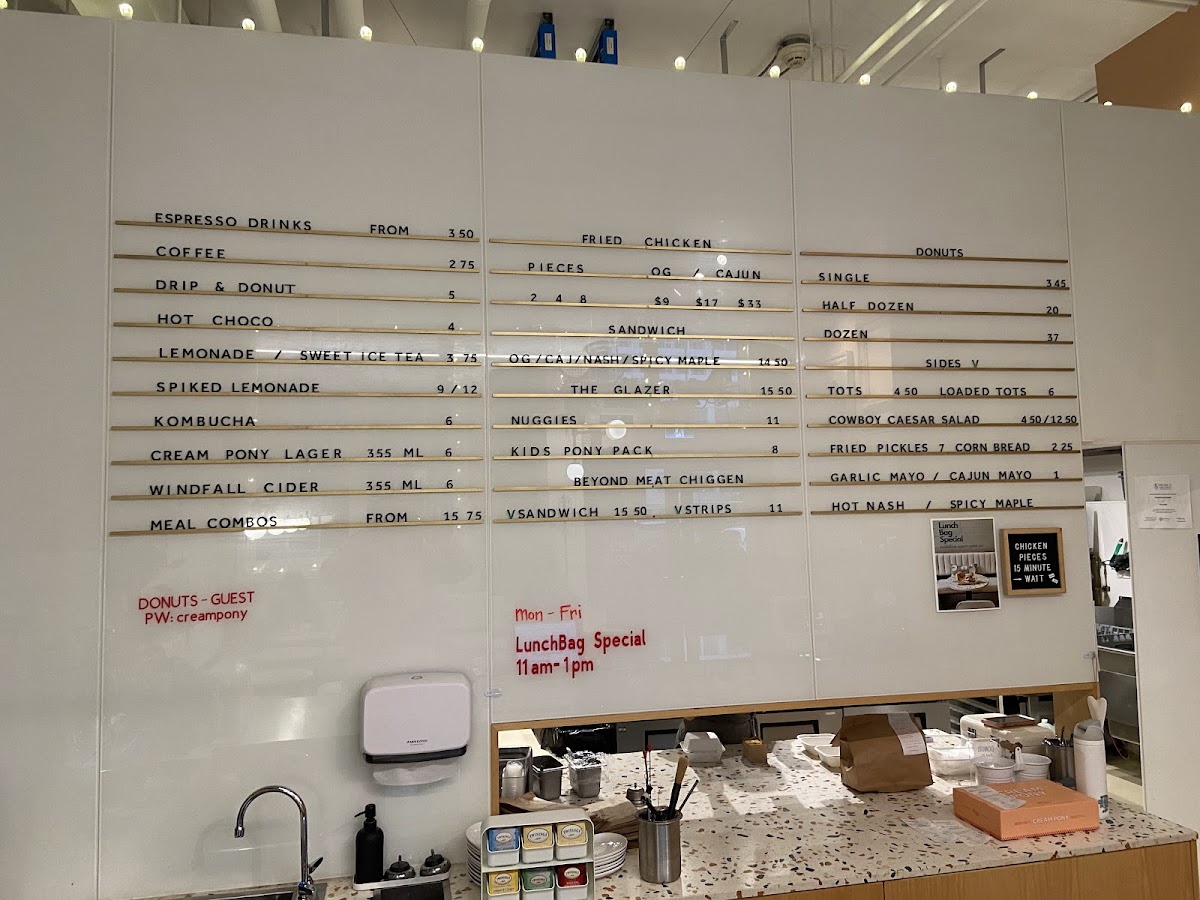 ESPRESSO DRINKS FROM 3 50
COFFEE 2 75
DRIP & DONUT 5
HOT CHOCO 4
LEMONADE / SWEET ICE TEA 3 75
SPIKED LEMONADE 9 / 12
KOMBUCHA 6
CREAM PONY LAGER 355 ML 6
WINDFALL CIDER 355 ML 6
MEAL COMBOS FROM 15 75
DONUTS - GUEST
PW: creampony
FRIED CHICKEN
PIECES OG / CAJUN
2 4 8 $9 $17 $33
SANDWICH
OG/CAJ/NASH/SPICY MAPLE 14 50
THE GLAZER 15 50
NUGGIES 11
KIDS PONY PACK 8
BEYOND MEAT CHIGGEN
VSANDWICH 15 50 . VSTRIPS 11
Mon - Fri
LunchBag Special
11am-1pm
DONUTS
SINGLE 3 45
HALF DOZEN 20
DOZEN 37
SIDES V
TOTS 4 50 LOADED TOTS 6
COWBOY CAESAR SALAD 4 50/12 50
FRIED PICKLES 7 CORN BREAD 2 25
GARLIC MAYO / CAJUN MAYO 1
HOT NASH / SPICY MAPLE
Lunch
Bag
Special
CHICKEN
PIECES
15 MINUTE
→ WAIT
CREAM PONY